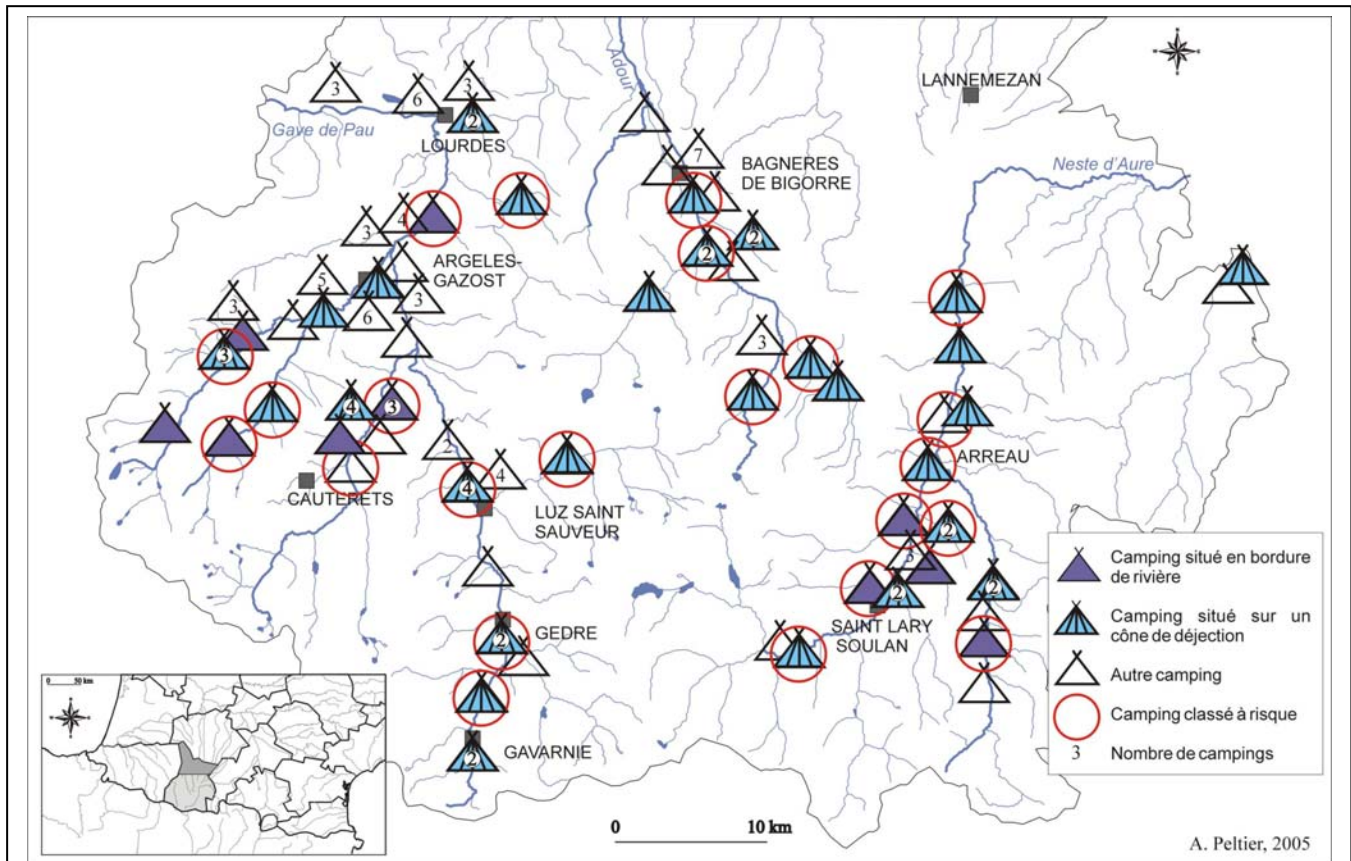 3
6
3
2
Gave de Pau
LOURDES
Adour
LANNEMEZAN
7
BAGNERES
DE BIGORRE
Neste d'Aure
2
2
4
3
ARGELES-
GAZOST
5
3
3
6
3
3
4
3
2
4
4
CAUTERETS
LUZ SAINT
SAUVEUR
ARREAU
2
3
2
2
SAINT LARY
SOULAN
2
GEDRE
2
GAVARNIE
Camping situé en bordure
de rivière
Camping situé sur un
cône de déjection
Autre camping
Camping classé à risque
3 Nombre de campings
0 50 km
0 10 km
A. Peltier, 2005